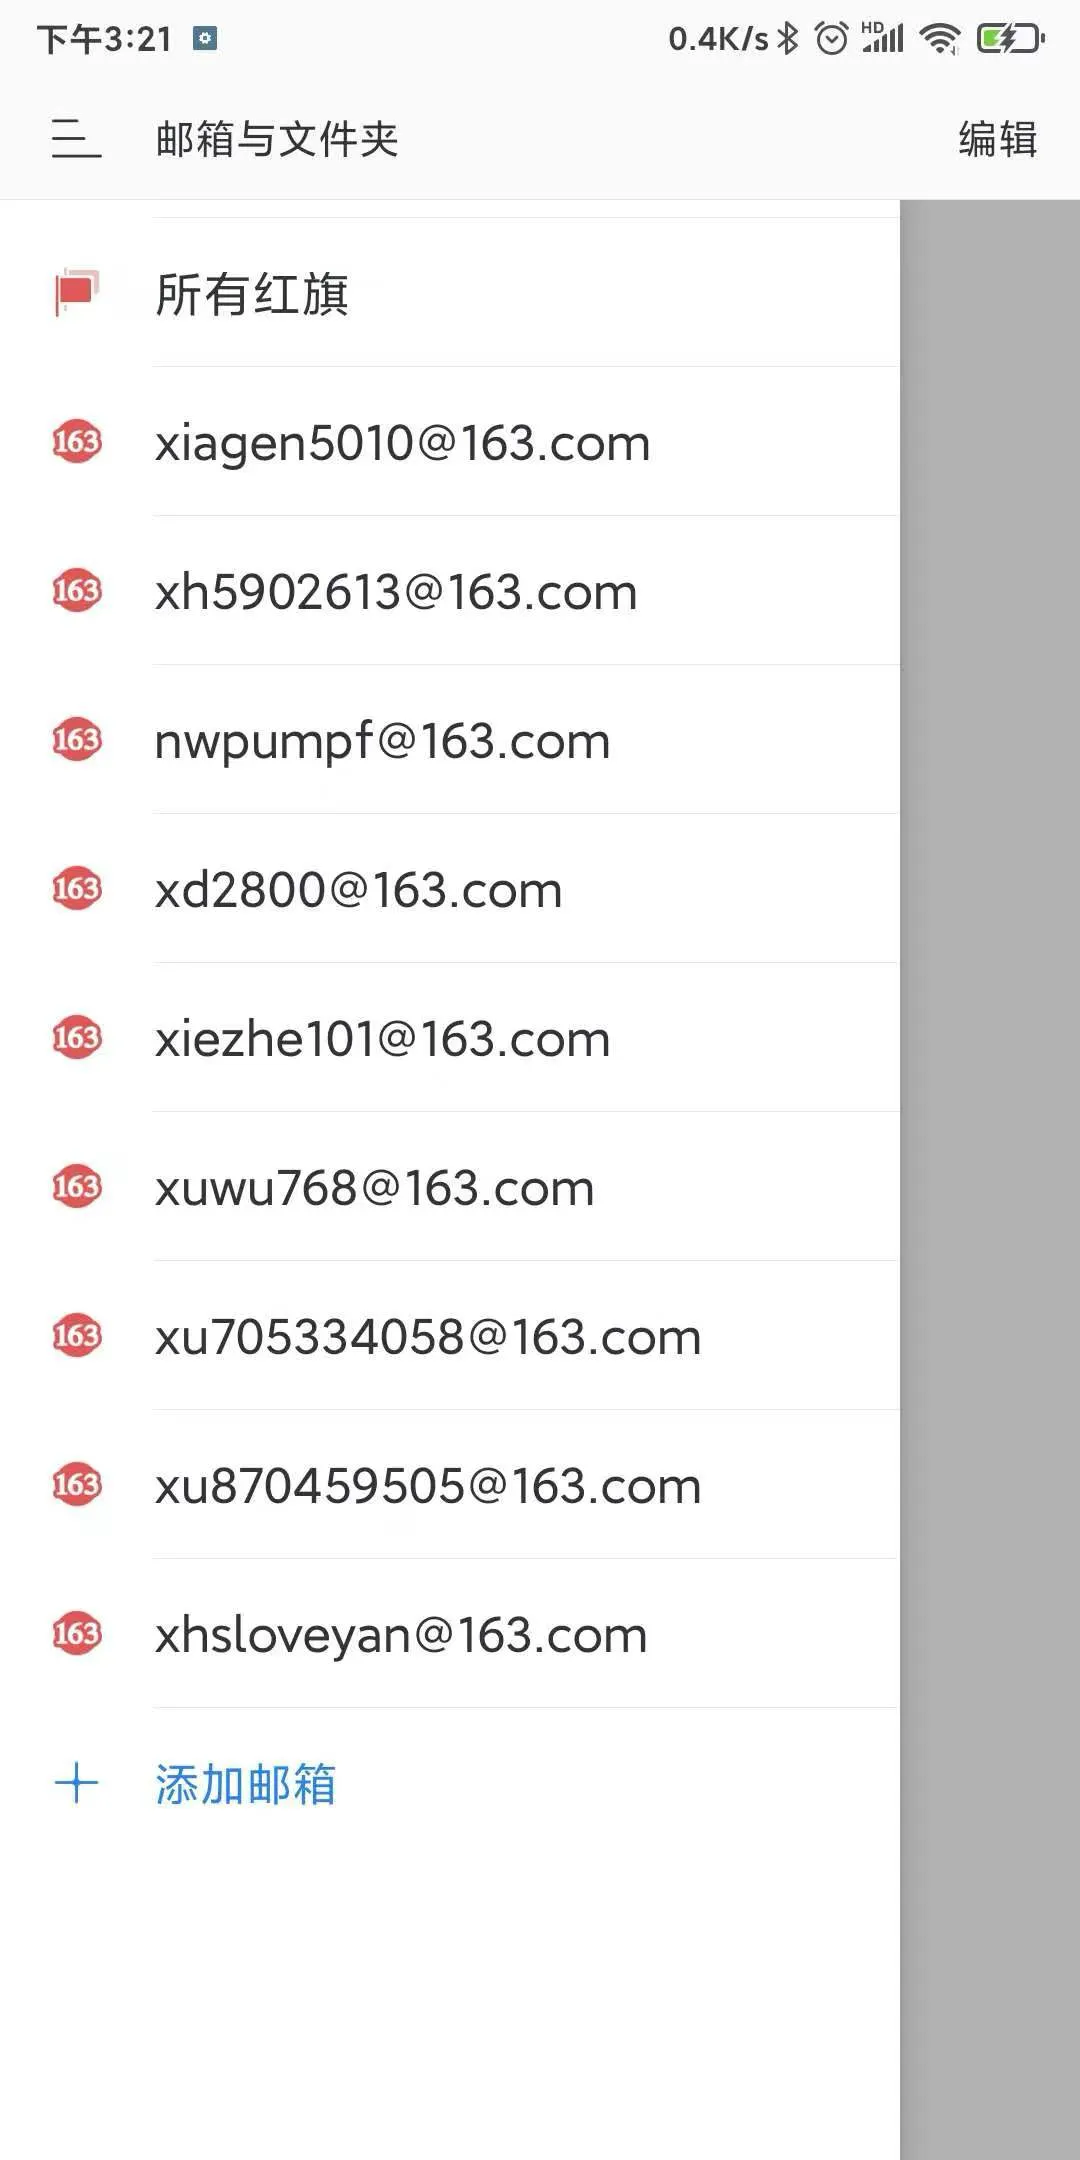 下午3:21 0.4K/s HD
邮箱与文件夹 编辑
所有红旗
163 xiagen5010@163.com
163 xh5902613@163.com
163 nwpumpf@163.com
163 xd2800@163.com
163 xiezhe101@163.com
163 xuwu768@163.com
163 xu705334058@163.com
163 xu870459505@163.com
163 xhsloveyan@163.com
添加邮箱